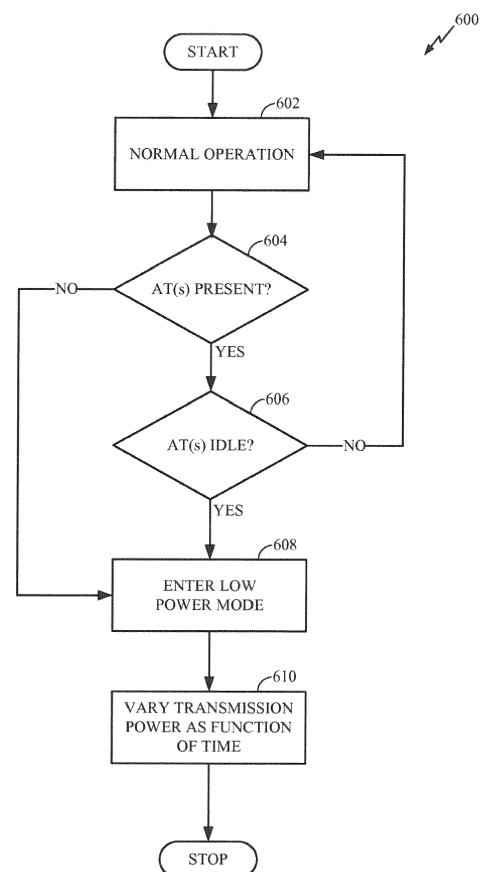 600
START
602
NORMAL OPERATION
604
AT(s) PRESENT?
NO
YES
606
AT(s) IDLE?
NO
YES
608
ENTER LOW
POWER MODE
610
VARY TRANSMISSION
POWER AS FUNCTION
OF TIME
STOP